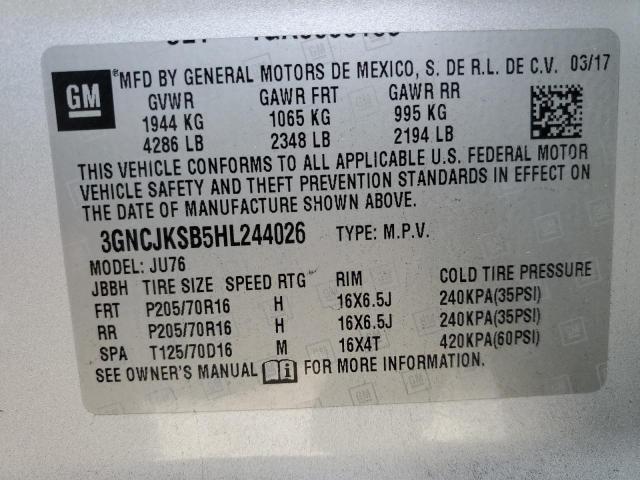 GM
®MFD BY GENERAL MOTORS DE MEXICO, S. DE R.L. DE C.V. 03/17
GVWR GAWR FRT GAWR RR
1944 KG 1065 KG 995 KG
4286 LB 2348 LB 2194 LB
THIS VEHICLE CONFORMS TO ALL APPLICABLE U.S. FEDERAL MOTOR
VEHICLE SAFETY AND THEFT PREVENTION STANDARDS IN EFFECT ON
THE DATE OF MANUFACTURE SHOWN ABOVE.
3GNCJKSB5HL244026 TYPE: M.P.V.
MODEL: JU76
JBBH TIRE SIZE SPEED RTG RIM COLD TIRE PRESSURE
FRT P205/70R16 H 16X6.5J 240KPA(35PSI)
RR P205/70R16 H 16X6.5J 240KPA(35PSI)
SPA T125/70D16 M 16X4T 420KPA(60PSI)
SEE OWNER'S MANUAL FOR MORE INFORMATION.